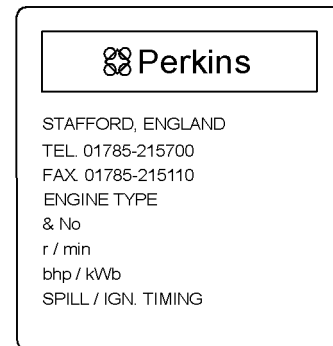 Perkins
STAFFORD, ENGLAND
TEL. 01785-215700
FAX. 01785-215110
ENGINE TYPE
& No
r / min
bhp / kWb
SPILL / IGN. TIMING